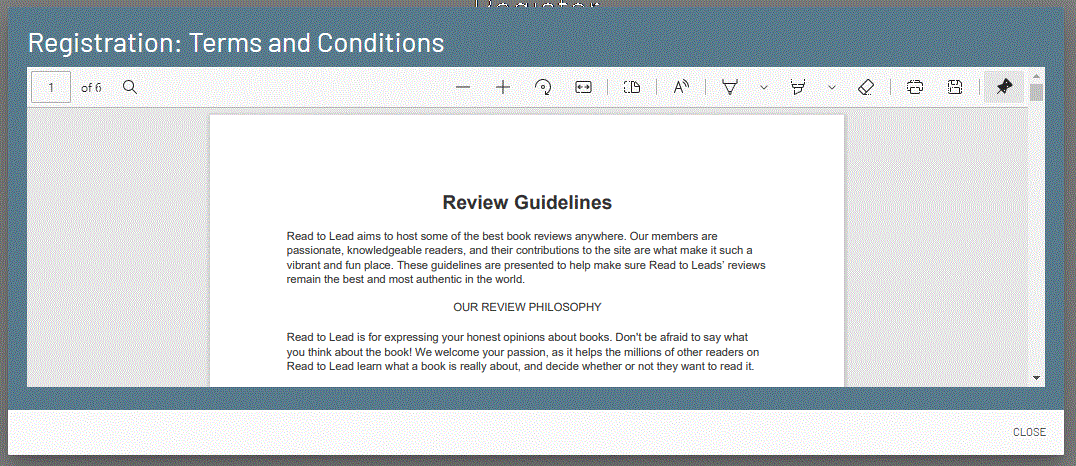 Registration: Terms and Conditions
1 of 6
Review Guidelines
Read to Lead aims to host some of the best book reviews anywhere. Our members are
passionate, knowledgeable readers, and their contributions to the site are what make it such a
vibrant and fun place. These guidelines are presented to help make sure Read to Leads' reviews
remain the best and most authentic in the world.
OUR REVIEW PHILOSOPHY
Read to Lead is for expressing your honest opinions about books. Don't be afraid to say what
you think about the book! We welcome your passion, as it helps the millions of other readers on
Read to Lead learn what a book is really about, and decide whether or not they want to read it.
CLOSE